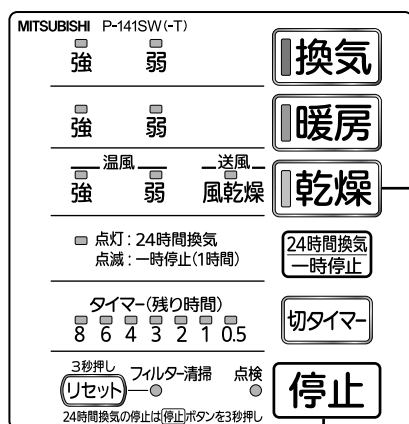 MITSUBISHI P-141SW(-T)
強 弱 換気
強 弱 暖房
温風 送風
強 弱 風乾燥 乾燥
点灯:24時間換気
点滅:一時停止(1時間)
24時間換気
一時停止
タイマー(残り時間)
8 6 4 3 2 1 0.5
切タイマー
3秒押し
リセット フィルター清掃 点検
停止
24時間換気の停止は停止ボタンを3秒押し